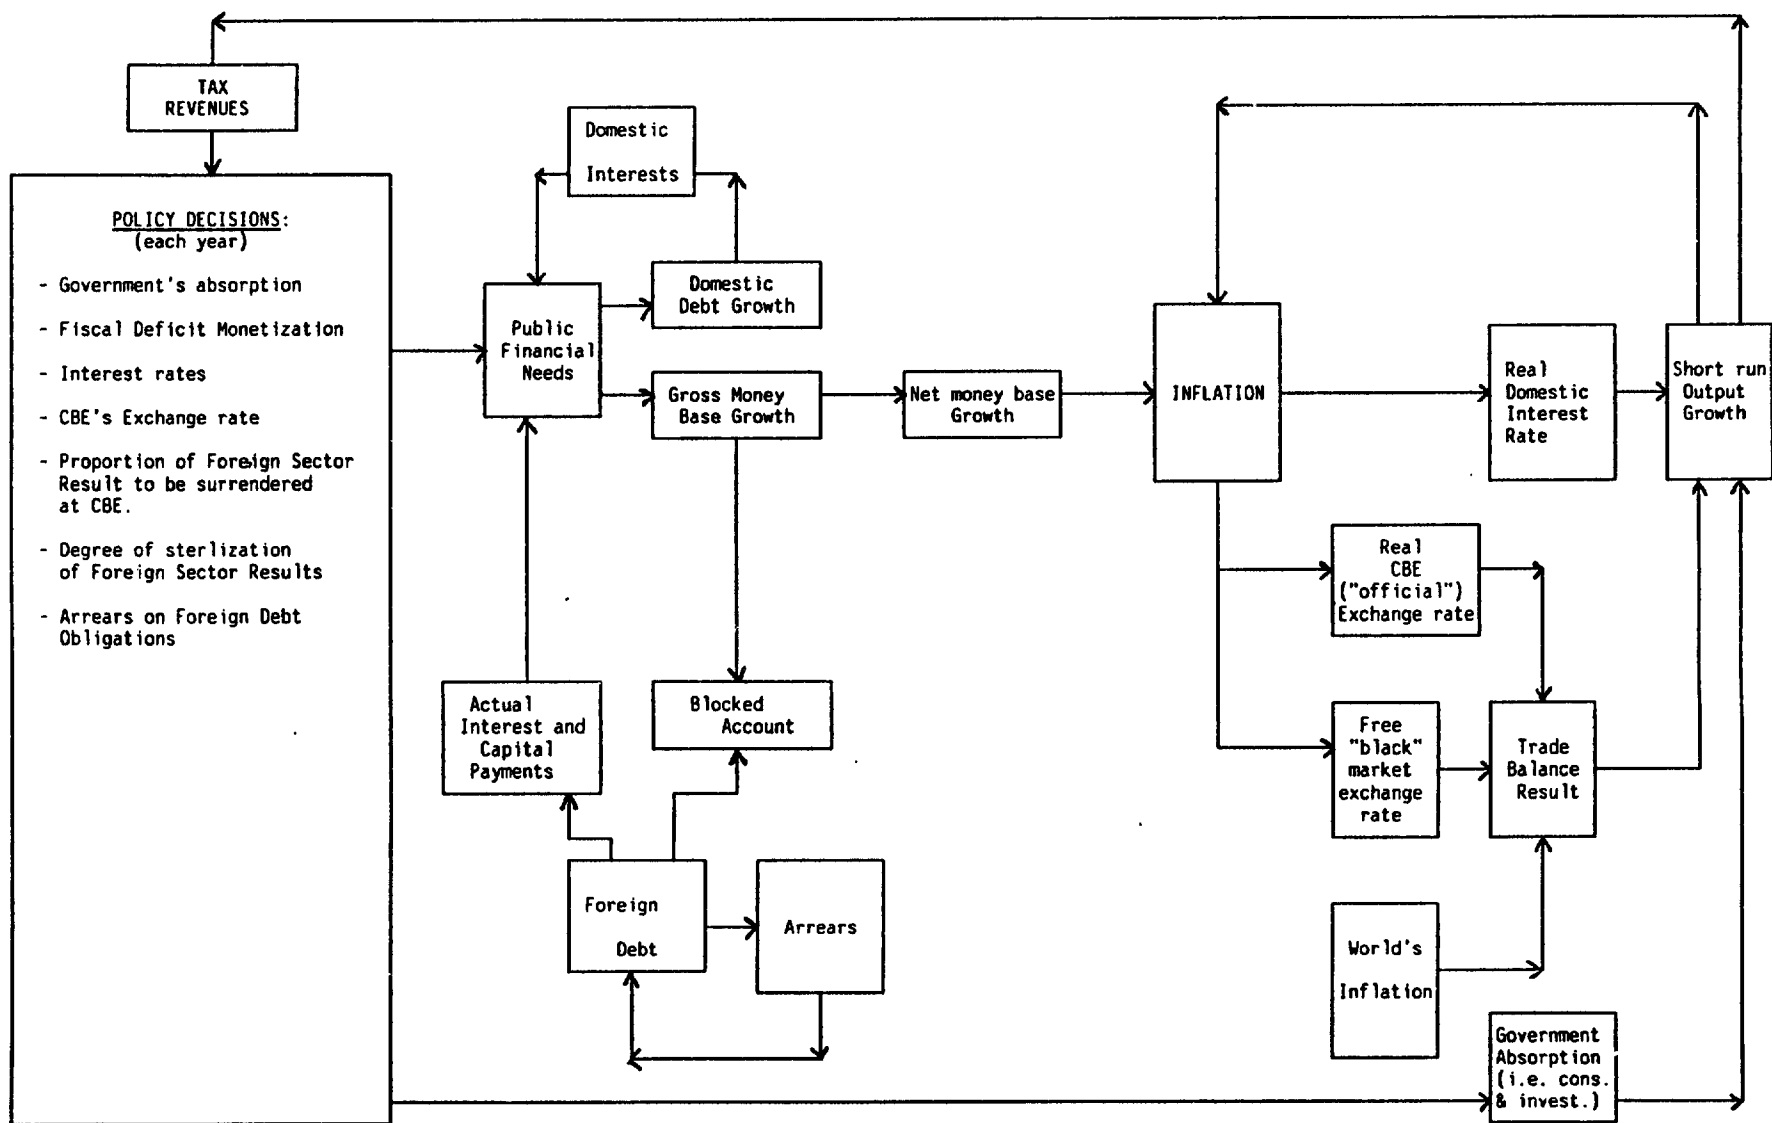 TAX
REVENUES
POLICY DECISIONS:
(each year)
- Government's absorption
- Fiscal Deficit Monetization
- Interest rates
- CBE's Exchange rate
- Proportion of Foreign Sector
Result to be surrendered
at CBE.
- Degree of sterlization
of Foreign Sector Results
- Arrears on Foreign Debt
Obligations
Domestic
Interests
Domestic
Debt Growth
Public
Financial
Needs
Gross Money
Base Growth
Net money base
Growth
INFLATION
Real
Domestic
Interest
Rate
Short run
Output
Growth
Real
CBE
("official")
Exchange rate
Actual
Interest and
Capital
Payments
Blocked
Account
Free
"black"
market
exchange
rate
Trade
Balance
Result
Foreign
Debt
Arrears
World's
Inflation
Government
Absorption
(i.e. cons.
& invest.)